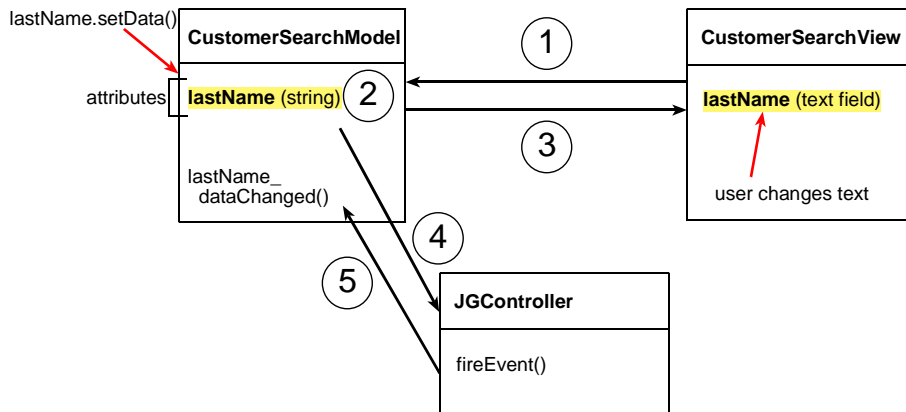 lastName.setData()
CustomerSearchModel
attributes
lastName (string)
2
lastName_
dataChanged()
1
3
CustomerSearchView
lastName (text field)
user changes text
4
5
JGController
fireEvent()